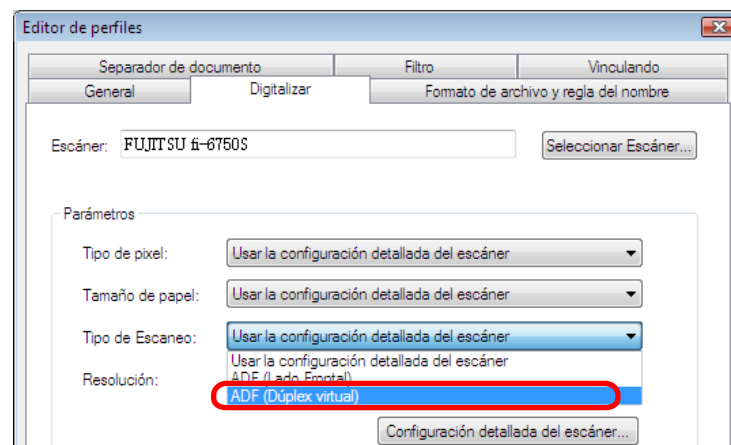 Editor de perfiles
Separador de documento Filtro Vinculando
General Digitalizar Formato de archivo y regla del nombre
Escáner: FUJITSU fi-6750S Seleccionar Escáner...
Parámetros
Tipo de pixel: Usar la configuración detallada del escáner
Tamaño de papel: Usar la configuración detallada del escáner
Tipo de Escaneo: Usar la configuración detallada del escáner
Usar la configuración detallada del escáner
Resolución: ADF (Lado Frontal)
ADF (Dúplex virtual)
Configuración detallada del escáner...